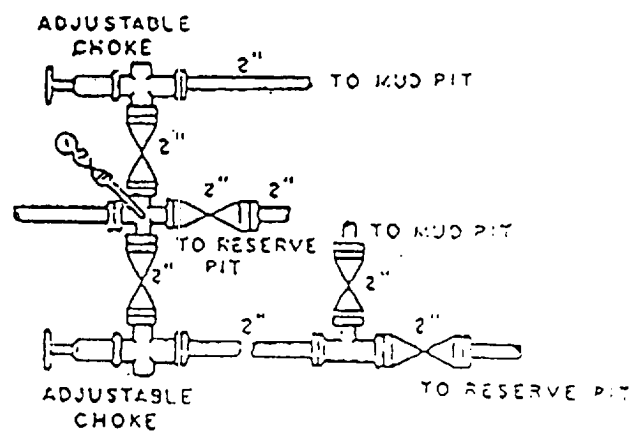 ADJUSTABLE
CHOKE
2"
TO MUD PIT
2"
2"
2"
TO RESERVE
PIT
TO MUD PIT
2"
2"
2"
2"
TO RESERVE PIT
ADJUSTABLE
CHOKE